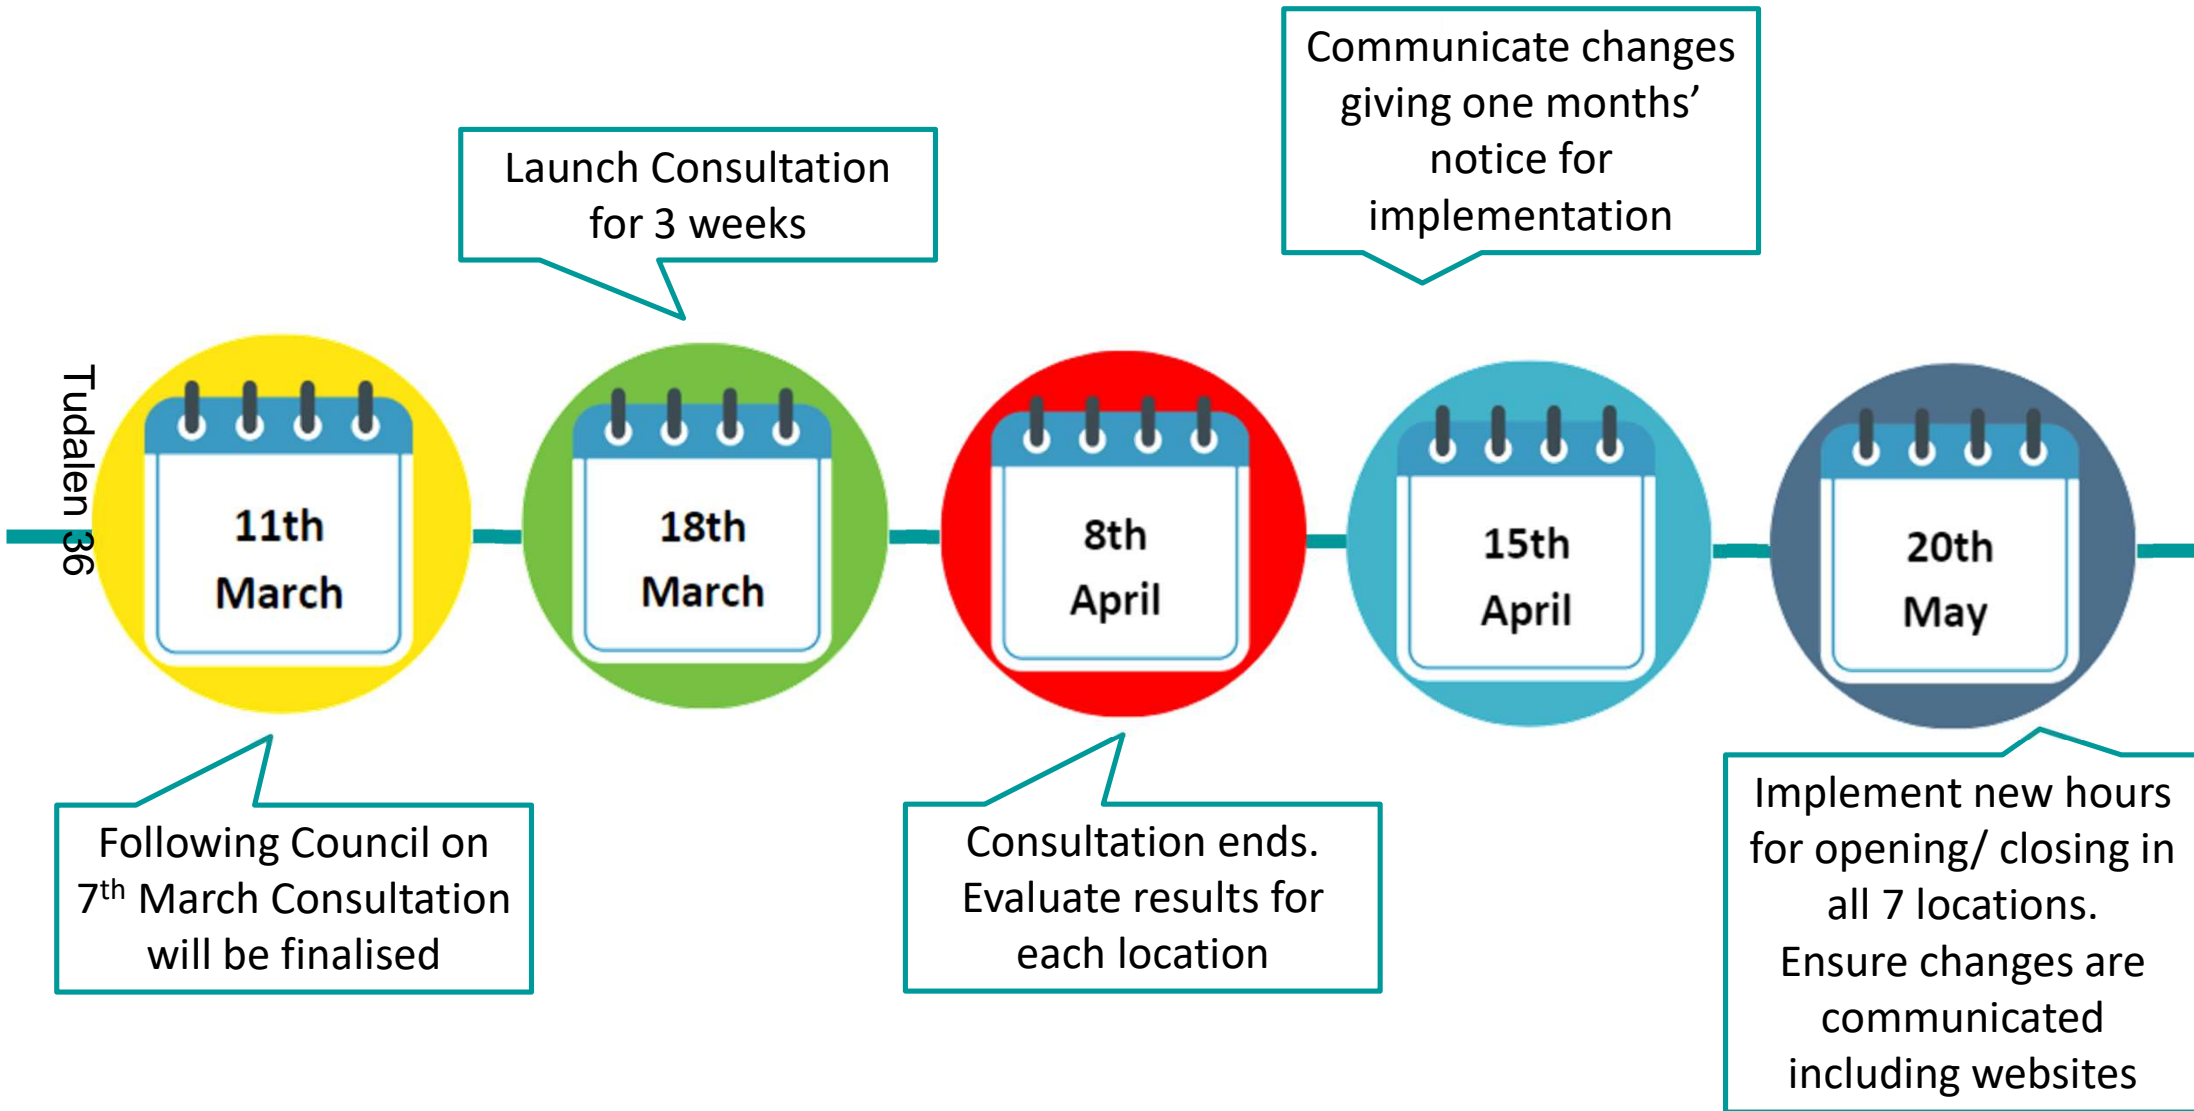 Communicate changes
giving one months’
notice for
implementation
Launch Consultation
for 3 weeks
Tudalen 36
11th
March
18th
March
8th
April
15th
April
20th
May
Following Council on
7th March Consultation
will be finalised
Consultation ends.
Evaluate results for
each location
Implement new hours
for opening/ closing in
all 7 locations.
Ensure changes are
communicated
including websites